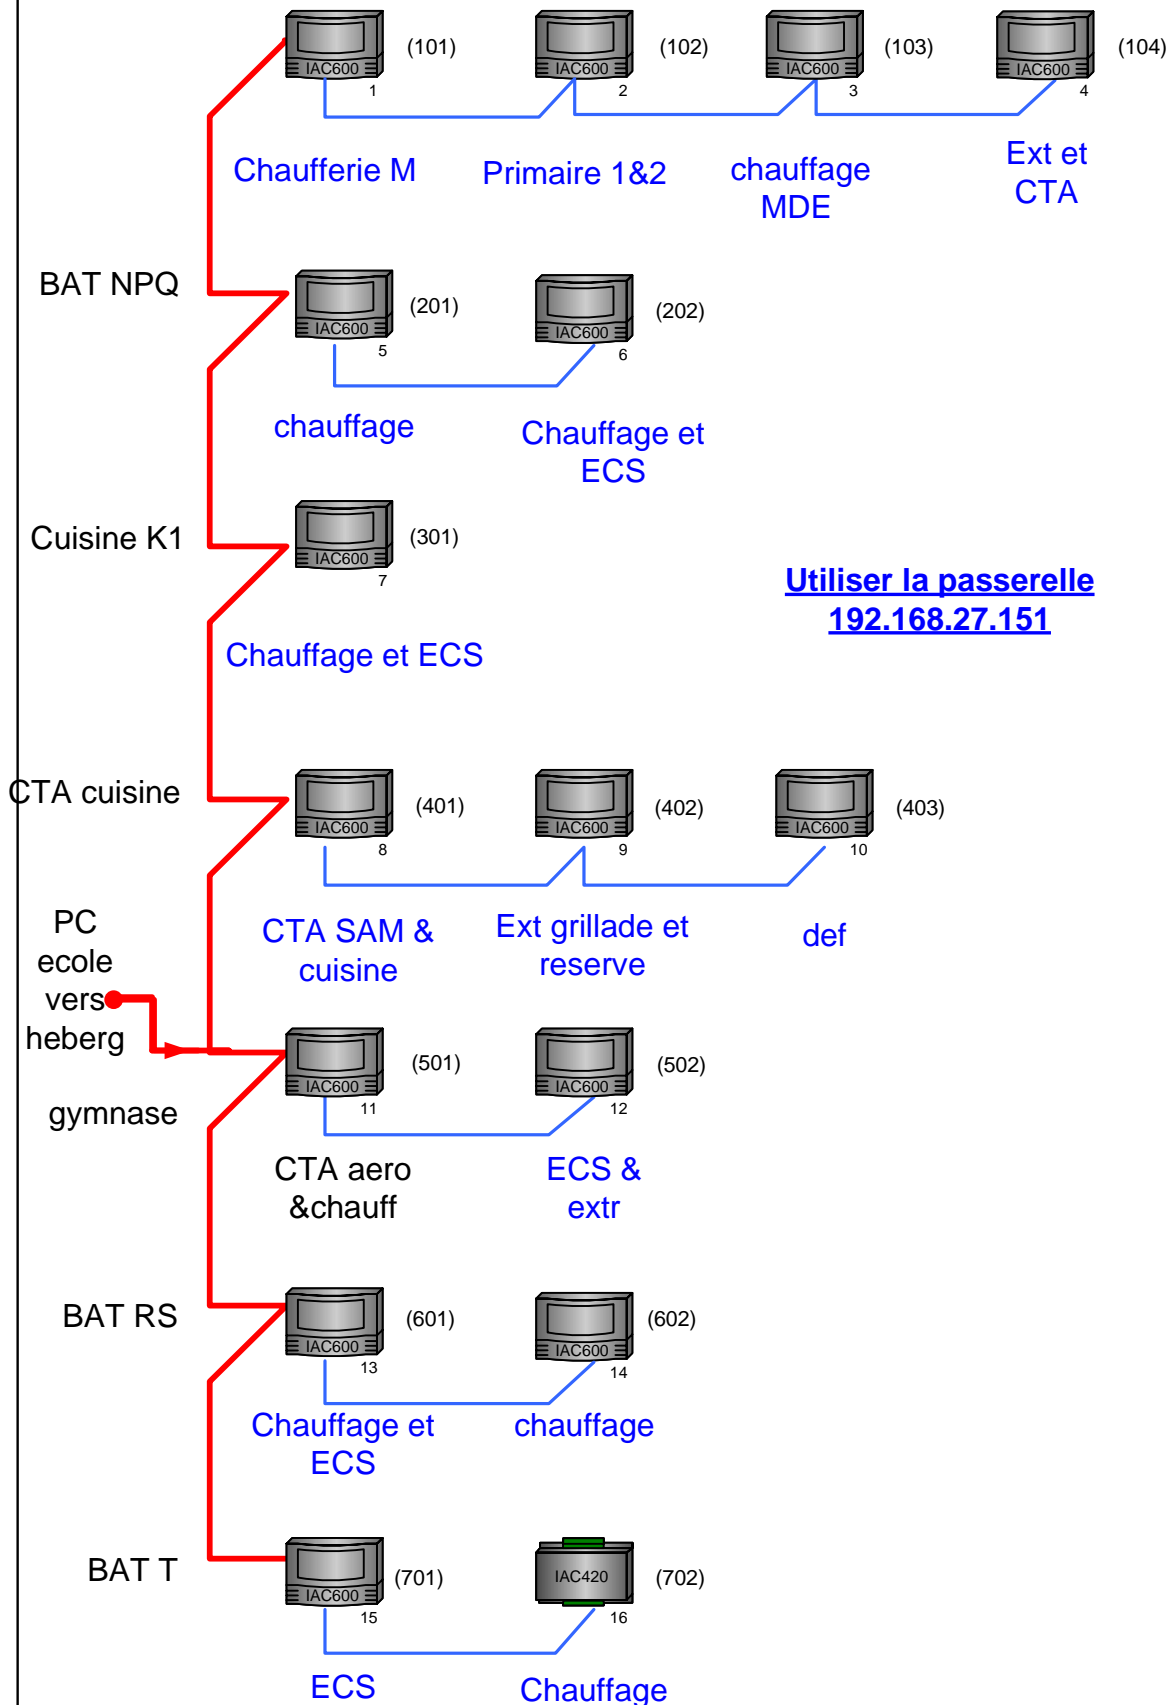 (101) (102) (103) (104)
IAC600 IAC600 IAC600 IAC600
1 2 3 4
Chaufferie M
Primaire 1&2
chauffage
MDE
Ext et
CTA
BAT NPQ
(201) (202)
IAC600 IAC600
5 6
chauffage
Chauffage et
ECS
Cuisine K1
(301)
IAC600
7
Utiliser la passerelle
192.168.27.151
Chauffage et ECS
CTA cuisine
(401) (402) (403)
IAC600 IAC600 IAC600
8 9 10
CTA SAM &
cuisine
Ext grillade et
reserve
def
PC
ecole
vers
heberg
(501) (502)
IAC600 IAC600
11 12
gymnase
CTA aero
&chauff
ECS &
extr
BAT RS
(601) (602)
IAC600 IAC600
13 14
Chauffage et
ECS
chauffage
BAT T
(701) (702)
IAC600 IAC420
15 16
ECS
Chauffage